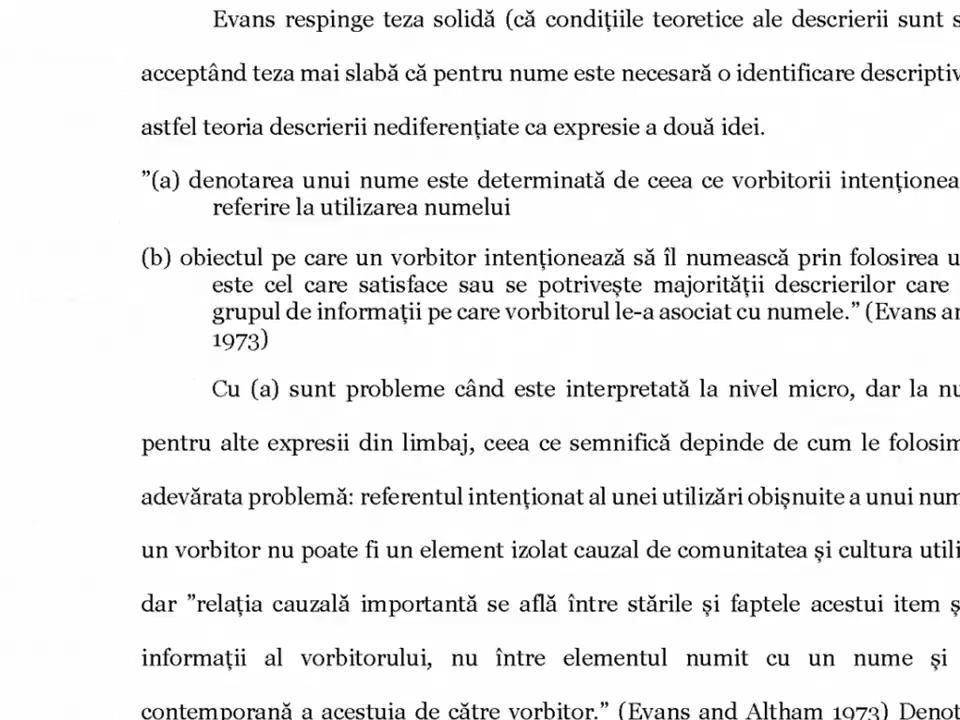 Evans respinge teza solidă (că condițiile teoretice ale descrierii sunt s
acceptând teza mai slabă că pentru nume este necesară o identificare descriptiv
astfel teoria descrierii nediferențiate ca expresie a două idei.
”(a) denotarea unui nume este determinată de ceea ce vorbitorii intenționea
referire la utilizarea numelui
(b) obiectul pe care un vorbitor intenționează să îl numească prin folosirea u
este cel care satisface sau se potrivește majorității descrierilor care
grupul de informații pe care vorbitorul le-a asociat cu numele.” (Evans an
1973)
Cu (a) sunt probleme când este interpretată la nivel micro, dar la nu
pentru alte expresii din limbaj, ceea ce semnifică depinde de cum le folosim
adevărata problemă: referentul intenționat al unei utilizări obișnuite a unui num
un vorbitor nu poate fi un element izolat cauzal de comunitatea și cultura utili
dar ”relația cauzală importantă se află între stările și faptele acestui item ș
informații al vorbitorului, nu între elementul numit cu un nume și
contemporană a acestuia de către vorbitor.” (Evans and Altham 1973) Denot